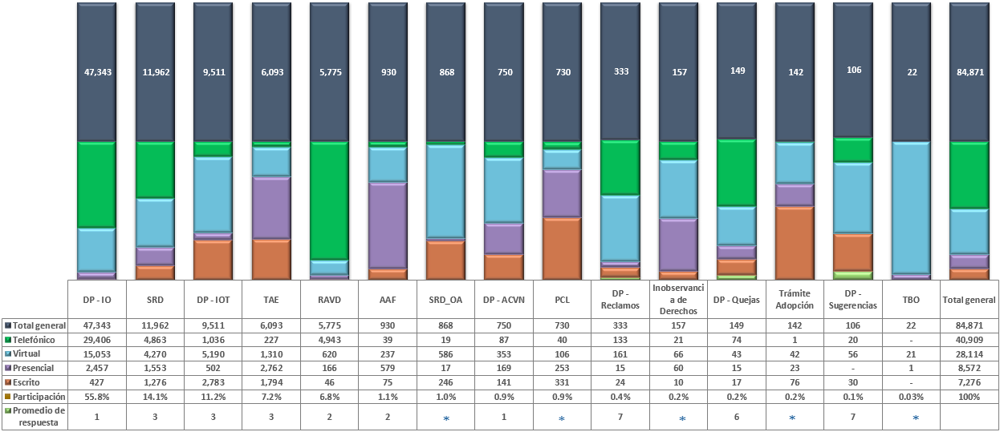 47,343 11,962 9,511 6,093 5,775 930 868 750 730 333 157 149 142 106 22 84,871
DP - IO SRD DP - IOT TAE RAVD AAF SRD_OA DP - ACVN PCL DP - Reclamos Inobservancia de Derechos DP - Quejas Trámite Adopción DP - Sugerencias TBO Total general
Total general 47,343 11,962 9,511 6,093 5,775 930 868 750 730 333 157 149 142 106 22 84,871
Telefónico 29,406 4,863 1,036 227 4,943 39 19 87 40 133 21 74 1 20 - 40,909
Virtual 15,053 4,270 5,190 1,310 620 237 586 353 106 161 66 43 42 56 21 28,114
Presencial 2,457 1,553 502 2,762 166 579 17 169 253 15 60 15 23 - 1 8,572
Escrito 427 1,276 2,783 1,794 46 75 246 141 331 24 10 17 76 30 - 7,276
Participación 55.8% 14.1% 11.2% 7.2% 6.8% 1.1% 1.0% 0.9% 0.9% 0.4% 0.2% 0.2% 0.2% 0.1% 0.03% 100%
Promedio de respuesta 1 3 3 3 2 2 * 1 * 7 * 6 * 7 *